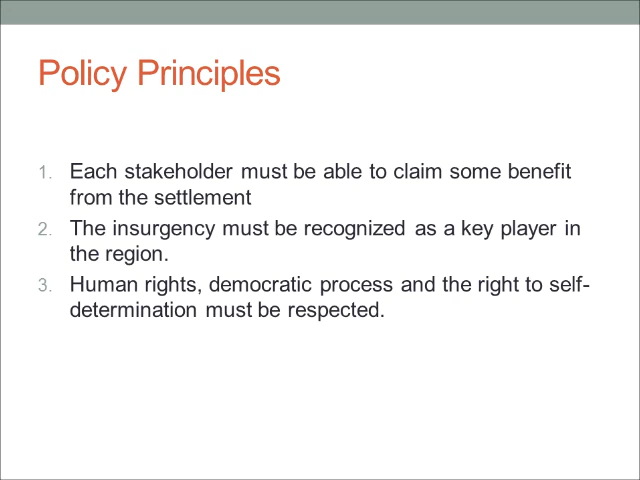 Policy Principles
1. Each stakeholder must be able to claim some benefit
from the settlement
2. The insurgency must be recognized as a key player in
the region.
3. Human rights, democratic process and the right to self-
determination must be respected.